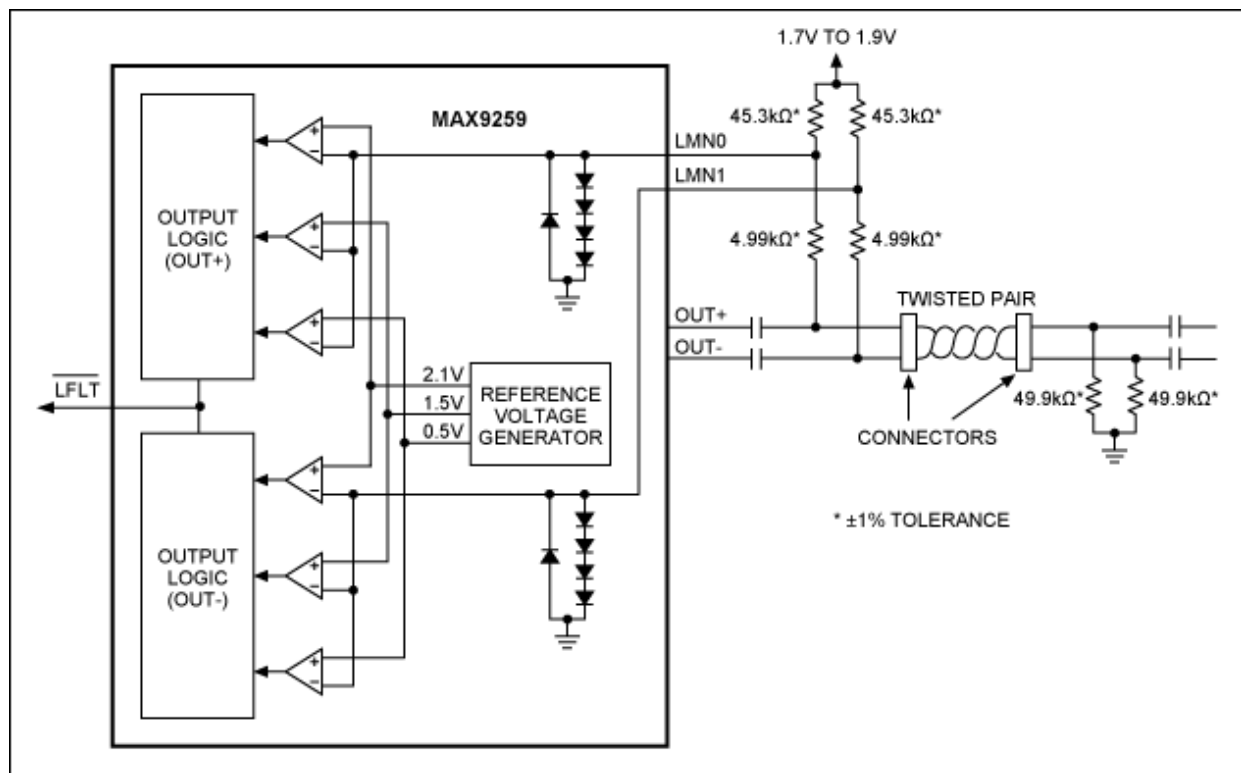 1.7V TO 1.9V
45.3kΩ*
45.3kΩ*
MAX9259
LMN0
LMN1
OUTPUT
LOGIC
(OUT+)
+
−
+
−
+
−
4.99kΩ*
4.99kΩ*
TWISTED PAIR
OUT+
OUT-
LFLT
2.1V
1.5V
0.5V
REFERENCE
VOLTAGE
GENERATOR
49.9kΩ*
49.9kΩ*
CONNECTORS
OUTPUT
LOGIC
(OUT-)
+
−
+
−
+
−
* ±1% TOLERANCE